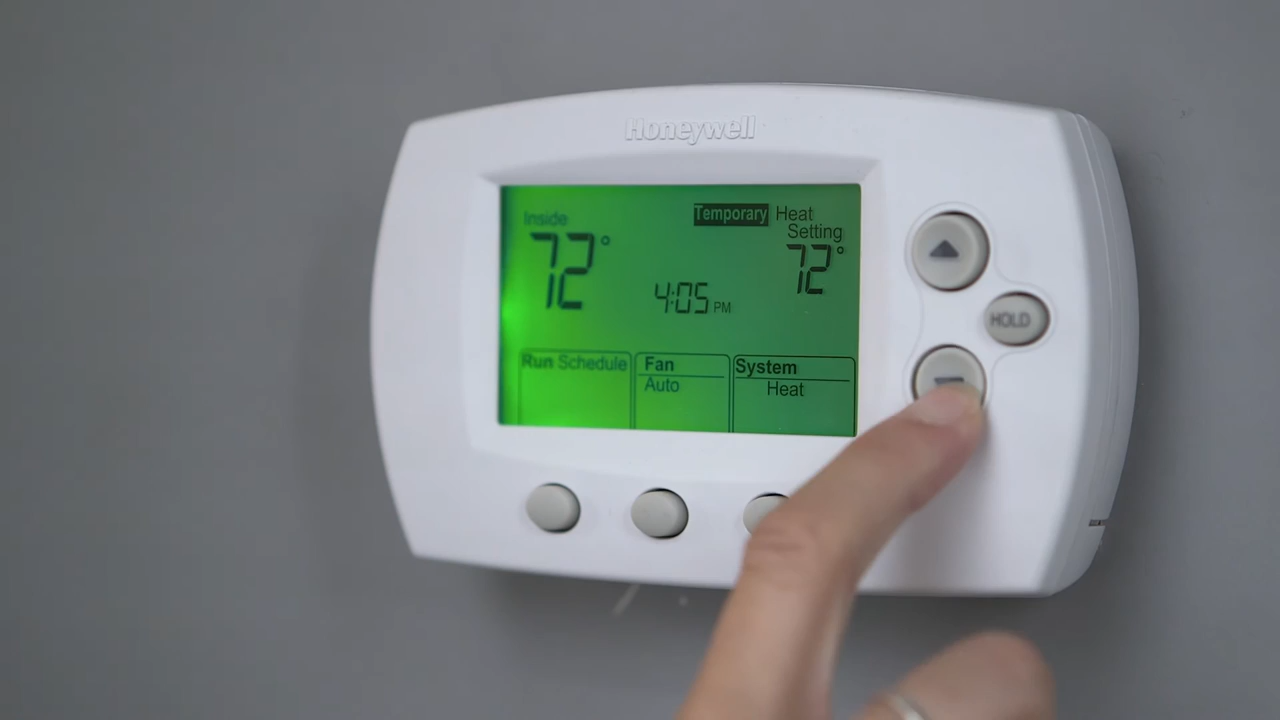 Honeywell
Inside
72°
Temporary Heat
Setting
72°
4:05 PM
Run Schedule
Fan
Auto
System
Heat
HOLD